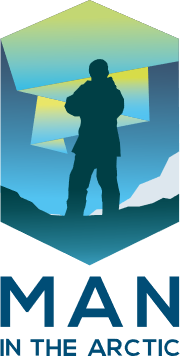 MAN
IN THE ARCTIC